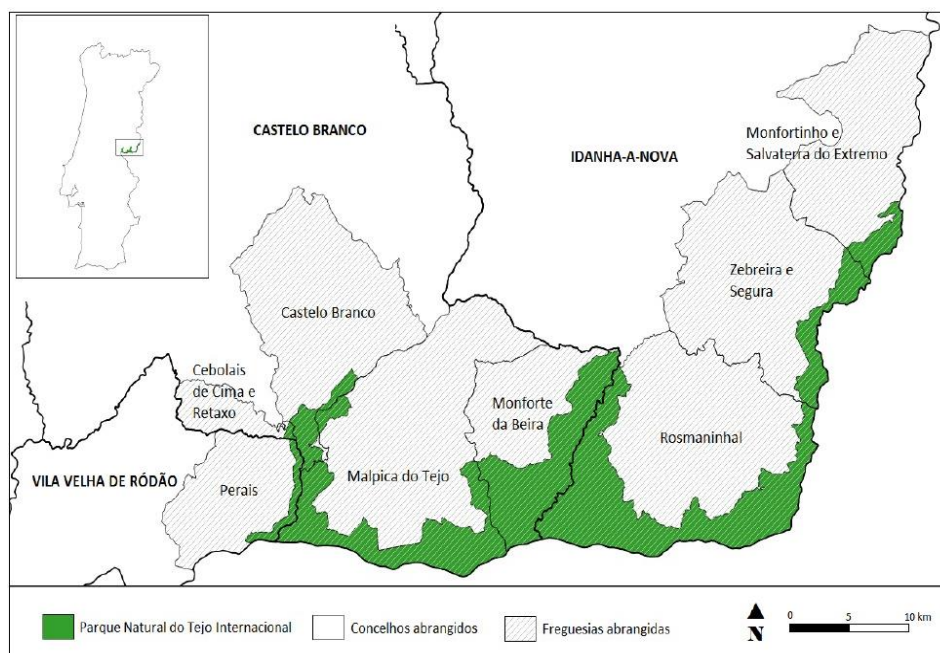 CASTELO BRANCO
IDANHA-A-NOVA
Monfortinho e
Salvaterra do Extremo
Zebreira e
Segura
Castelo Branco
Cebolais
de Cima e
Retaxo
Monforte
da Beira
Rosmaninhal
VILA VELHA DE RÓDÃO
Perais
Malpica do Tejo
Parque Natural do Tejo Internacional
Concelhos abrangidos
Freguesias abrangidas
N
0 5 10 km